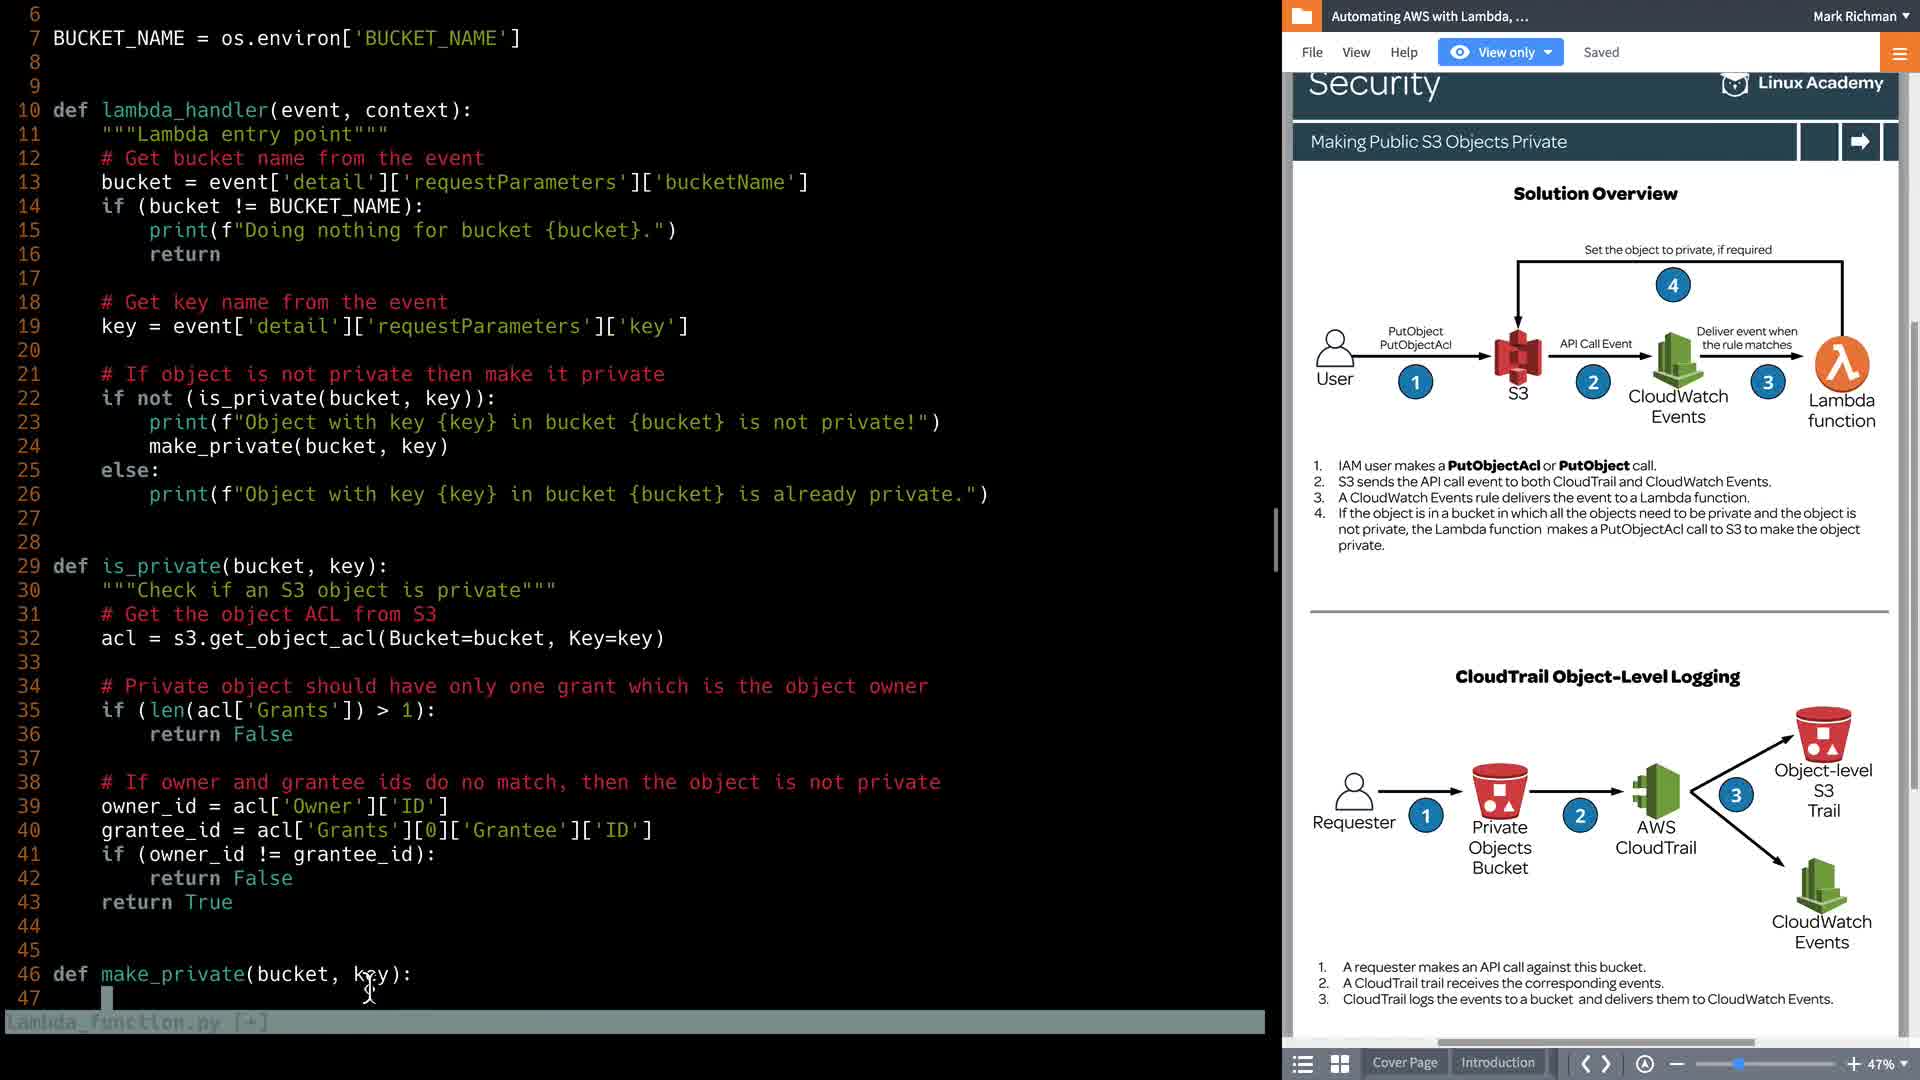 6
7 BUCKET_NAME = os.environ['BUCKET_NAME']
8
9
10 def lambda_handler(event, context):
11 """Lambda entry point"""
12 # Get bucket name from the event
13 bucket = event['detail']['requestParameters']['bucketName']
14 if (bucket != BUCKET_NAME):
15 print(f"Doing nothing for bucket {bucket}.")
16 return
17
18 # Get key name from the event
19 key = event['detail']['requestParameters']['key']
20
21 # If object is not private then make it private
22 if not (is_private(bucket, key)):
23 print(f"Object with key {key} in bucket {bucket} is not private!")
24 make_private(bucket, key)
25 else:
26 print(f"Object with key {key} in bucket {bucket} is already private.")
27
28
29 def is_private(bucket, key):
30 """Check if an S3 object is private"""
31 # Get the object ACL from S3
32 acl = s3.get_object_acl(Bucket=bucket, Key=key)
33
34 # Private object should have only one grant which is the object owner
35 if (len(acl['Grants']) > 1):
36 return False
37
38 # If owner and grantee ids do no match, then the object is not private
39 owner_id = acl['Owner']['ID']
40 grantee_id = acl['Grants'][0]['Grantee']['ID']
41 if (owner_id != grantee_id):
42 return False
43 return True
44
45
46 def make_private(bucket, key):
47
lambda_function.py [+]
Automating AWS with Lambda, ...
Mark Richman
File View Help View only Saved
Security
Linux Academy
Making Public S3 Objects Private
Solution Overview
Set the object to private, if required
4
PutObject
PutObjectAcl
API Call Event
Deliver event when
the rule matches
1
2
3
User
S3
CloudWatch
Events
Lambda
function
1. IAM user makes a PutObjectAcl or PutObject call.
2. S3 sends the API call event to both CloudTrail and CloudWatch Events.
3. A CloudWatch Events rule delivers the event to a Lambda function.
4. If the object is in a bucket in which all the objects need to be private and the object is
not private, the Lambda function makes a PutObjectAcl call to S3 to make the object
private.
CloudTrail Object-Level Logging
Requester
1
Private
Objects
Bucket
2
AWS
CloudTrail
3
Object-level
S3
Trail
CloudWatch
Events
1. A requester makes an API call against this bucket.
2. A CloudTrail trail receives the corresponding events.
3. CloudTrail logs the events to a bucket and delivers them to CloudWatch Events.
Cover Page Introduction
47%